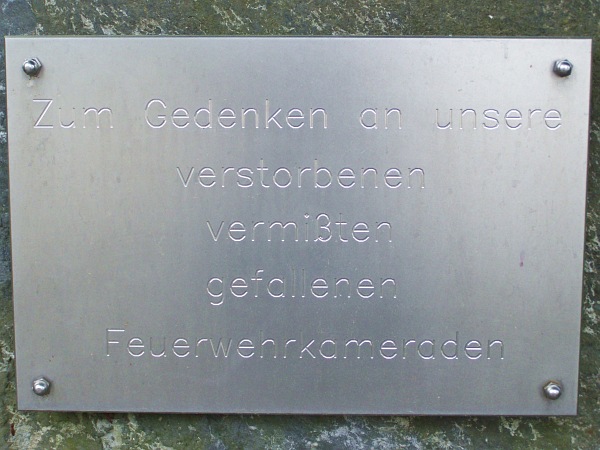 Zum Gedenken an unsere
verstorbenen
vermißten
gefallenen
Feuerwehrkameraden